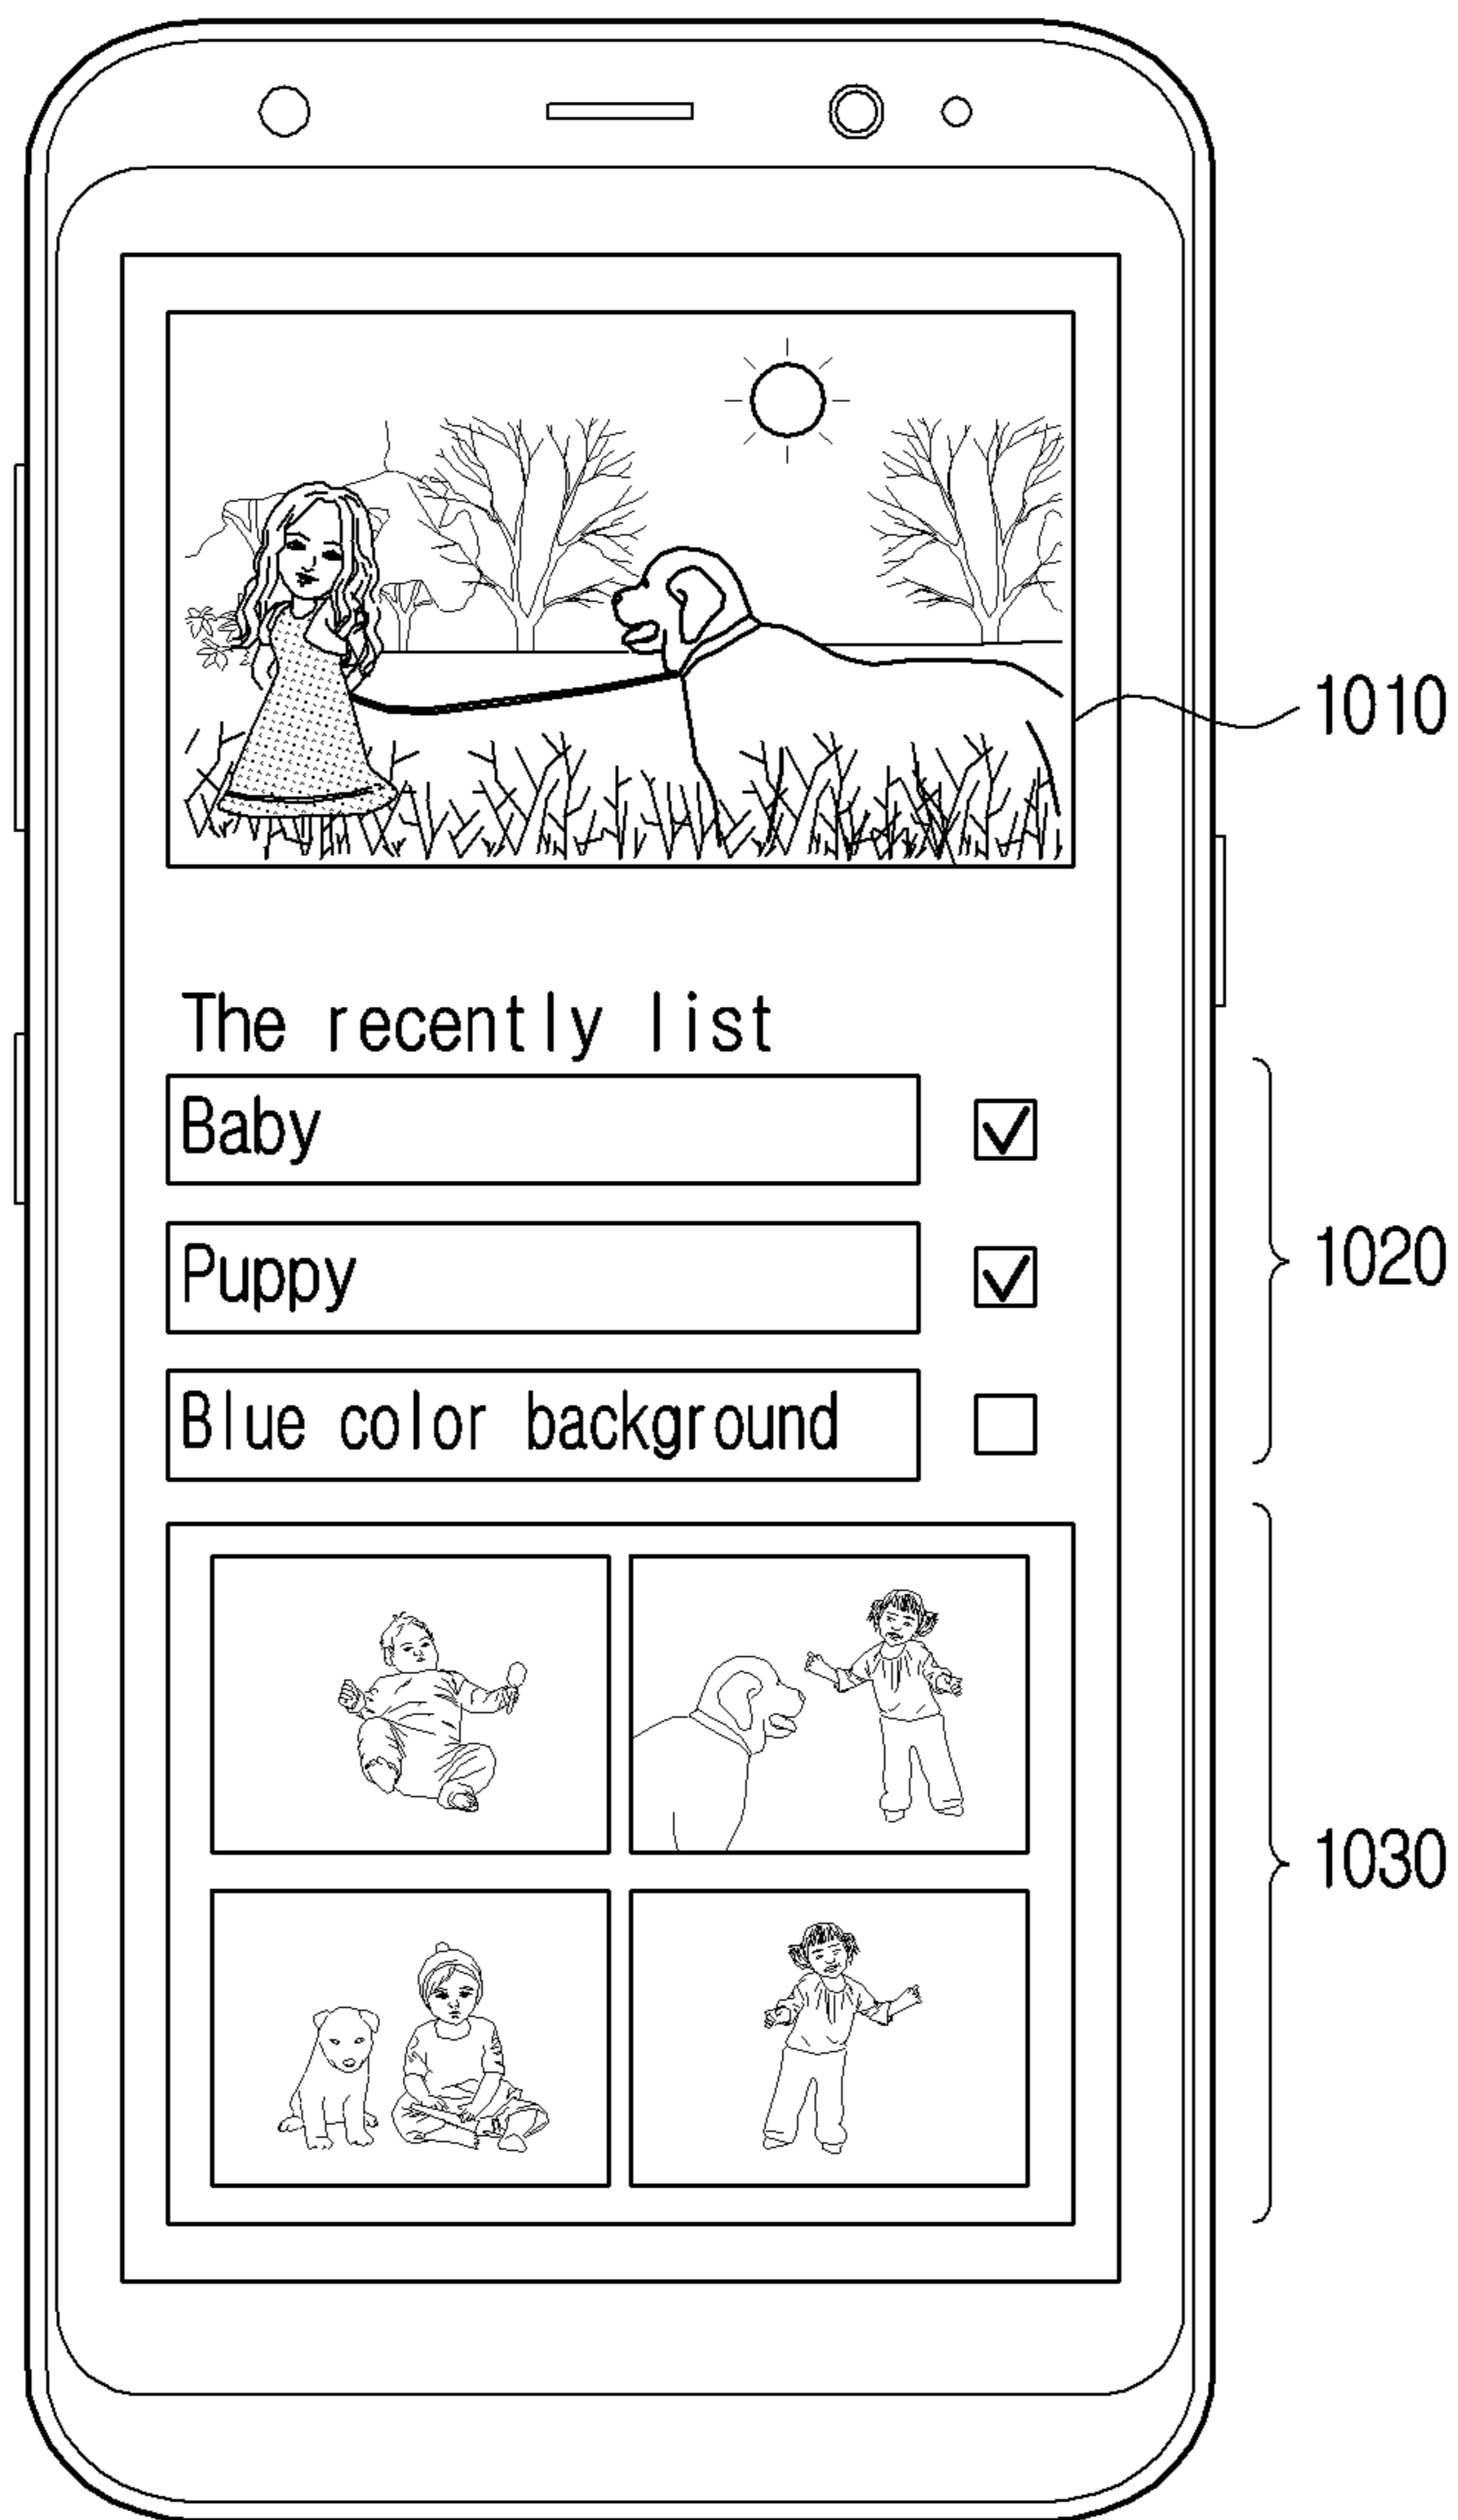 1010
The recently list
Baby
Puppy
1020
Blue color background
1030